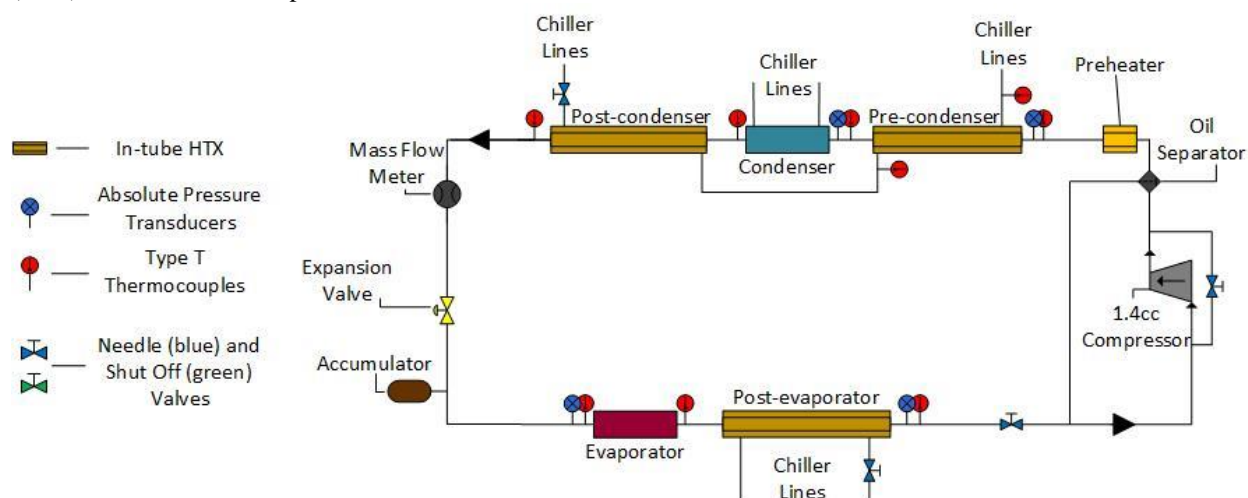 Chiller
Lines
Chiller
Lines
Chiller
Lines
Preheater
Post-condenser
Pre-condenser
Oil
Separator
In-tube HTX
Mass Flow
Meter
Condenser
Absolute Pressure
Transducers
Type T
Thermocouples
Expansion
Valve
1.4cc
Compressor
Needle (blue) and
Shut Off (green)
Valves
Accumulator
Post-evaporator
Evaporator
Chiller
Lines